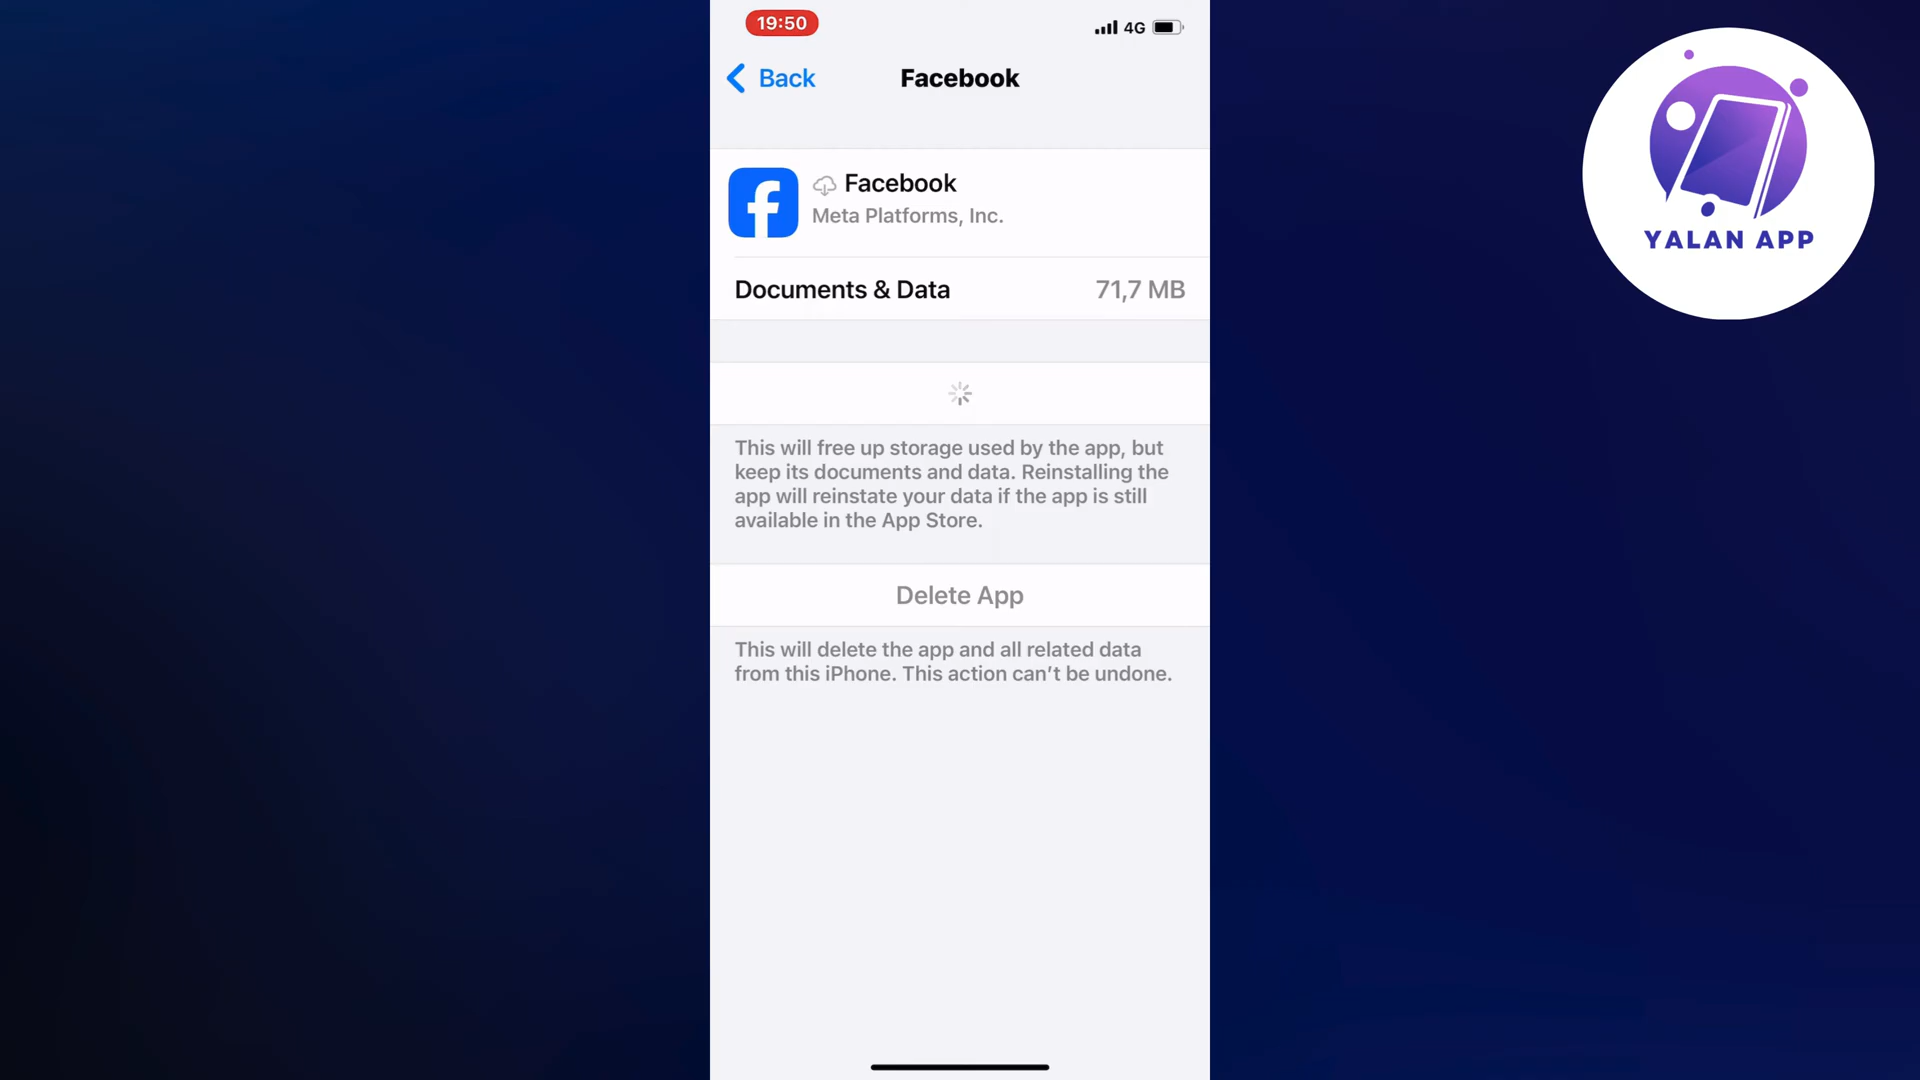 19:50
4G
Back
Facebook
Facebook
Meta Platforms, Inc.
Documents & Data
71,7 MB
This will free up storage used by the app, but
keep its documents and data. Reinstalling the
app will reinstate your data if the app is still
available in the App Store.
Delete App
This will delete the app and all related data
from this iPhone. This action can’t be undone.
YALAN APP